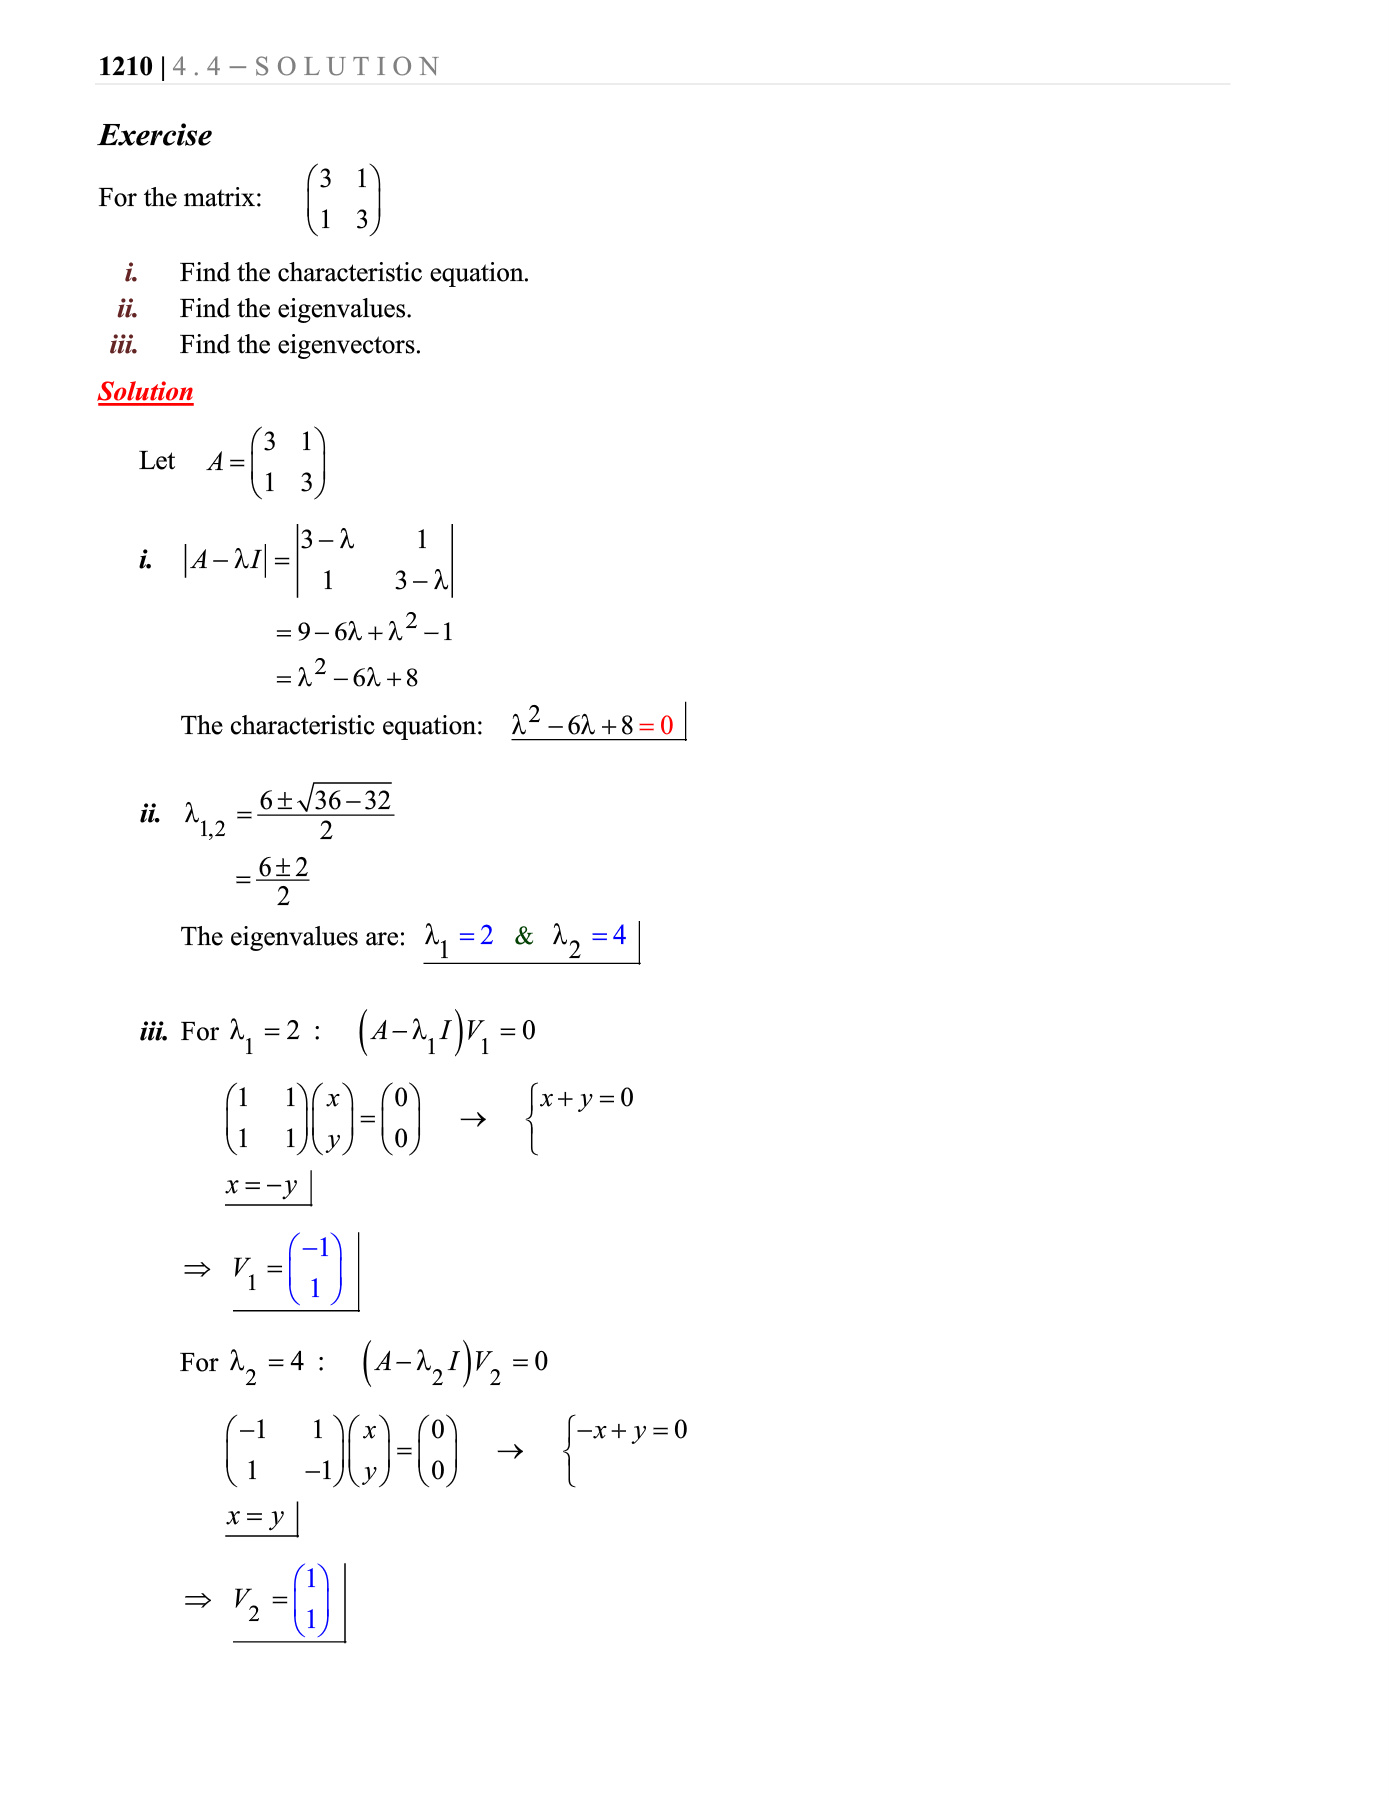 1210 | 4.4 – SOLUTION
Exercise
For the matrix: $\begin{pmatrix} 3 & 1 \\ 1 & 3 \end{pmatrix}$
i. Find the characteristic equation.
ii. Find the eigenvalues.
iii. Find the eigenvectors.
Solution
Let $A = \begin{pmatrix} 3 & 1 \\ 1 & 3 \end{pmatrix}$
i. $|A - \lambda I| = \begin{vmatrix} 3-\lambda & 1 \\ 1 & 3-\lambda \end{vmatrix}$
$= 9 - 6\lambda + \lambda^2 - 1$
$= \lambda^2 - 6\lambda + 8$
The characteristic equation: $\lambda^2 - 6\lambda + 8 = 0$
ii. $\lambda_{1,2} = \frac{6 \pm \sqrt{36-32}}{2}$
$= \frac{6 \pm 2}{2}$
The eigenvalues are: $\lambda_1 = 2$ & $\lambda_2 = 4$
iii. For $\lambda_1 = 2$ : $(A - \lambda_1 I)V_1 = 0$
$\begin{pmatrix} 1 & 1 \\ 1 & 1 \end{pmatrix}\begin{pmatrix} x \\ y \end{pmatrix} = \begin{pmatrix} 0 \\ 0 \end{pmatrix} \rightarrow \{ x + y = 0$
$x = -y$
$\Rightarrow V_1 = \begin{pmatrix} -1 \\ 1 \end{pmatrix}$
For $\lambda_2 = 4$ : $(A - \lambda_2 I)V_2 = 0$
$\begin{pmatrix} -1 & 1 \\ 1 & -1 \end{pmatrix}\begin{pmatrix} x \\ y \end{pmatrix} = \begin{pmatrix} 0 \\ 0 \end{pmatrix} \rightarrow \{ -x + y = 0$
$x = y$
$\Rightarrow V_2 = \begin{pmatrix} 1 \\ 1 \end{pmatrix}$